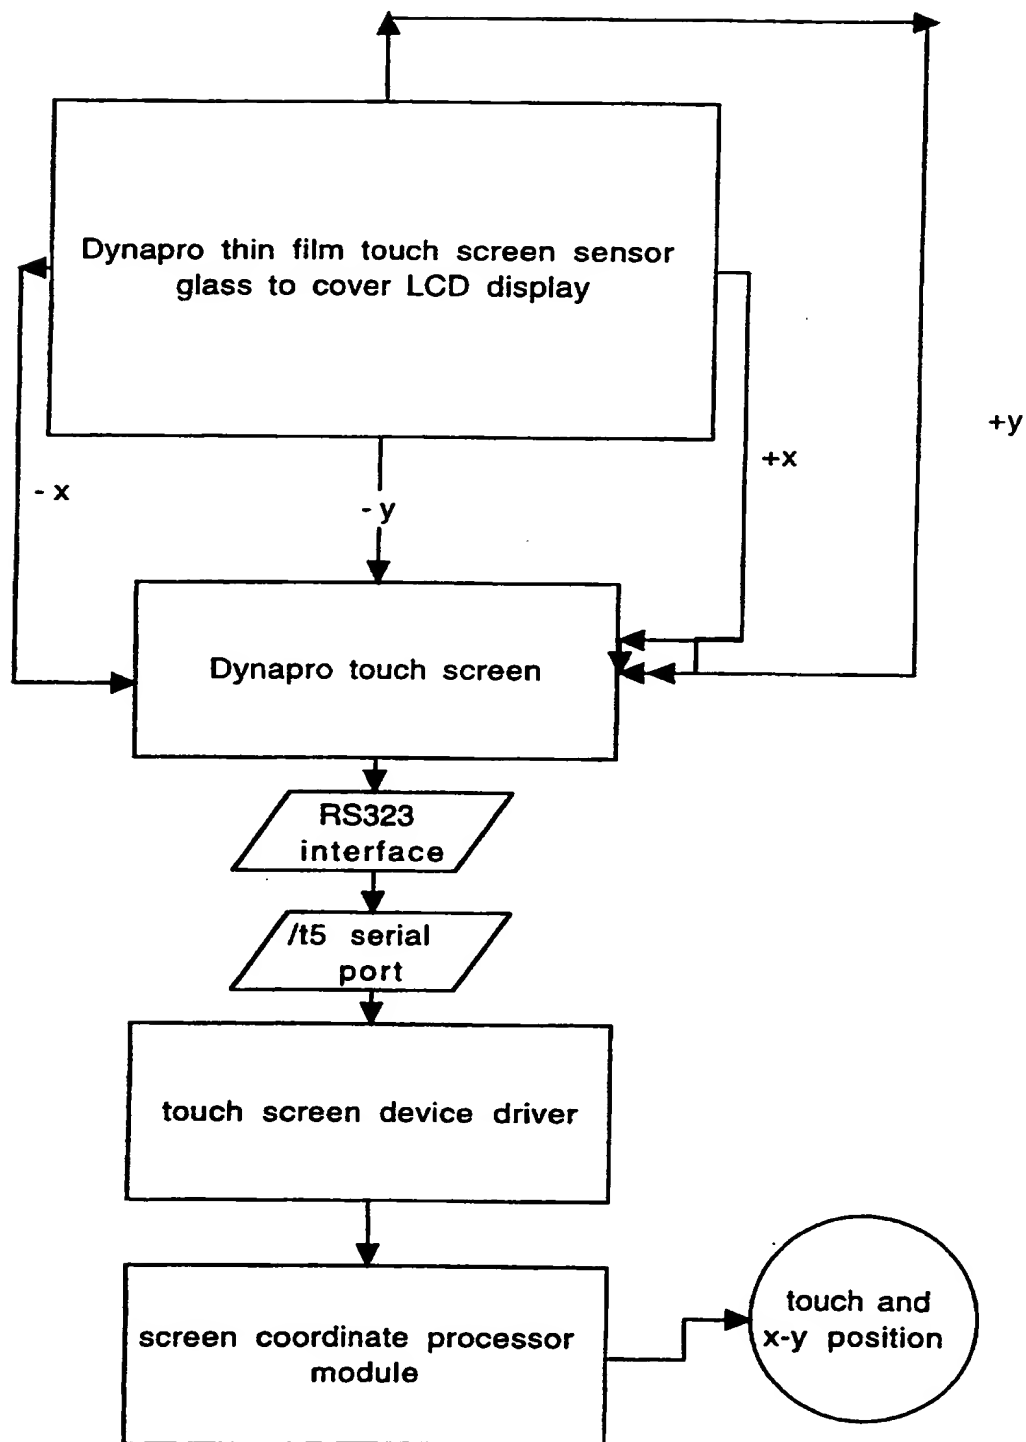 Dynapro thin film touch screen sensor
glass to cover LCD display
+y
+x
- x
- y
Dynapro touch screen
RS323
interface
/t5 serial
port
touch screen device driver
screen coordinate processor
module
touch and
x-y position